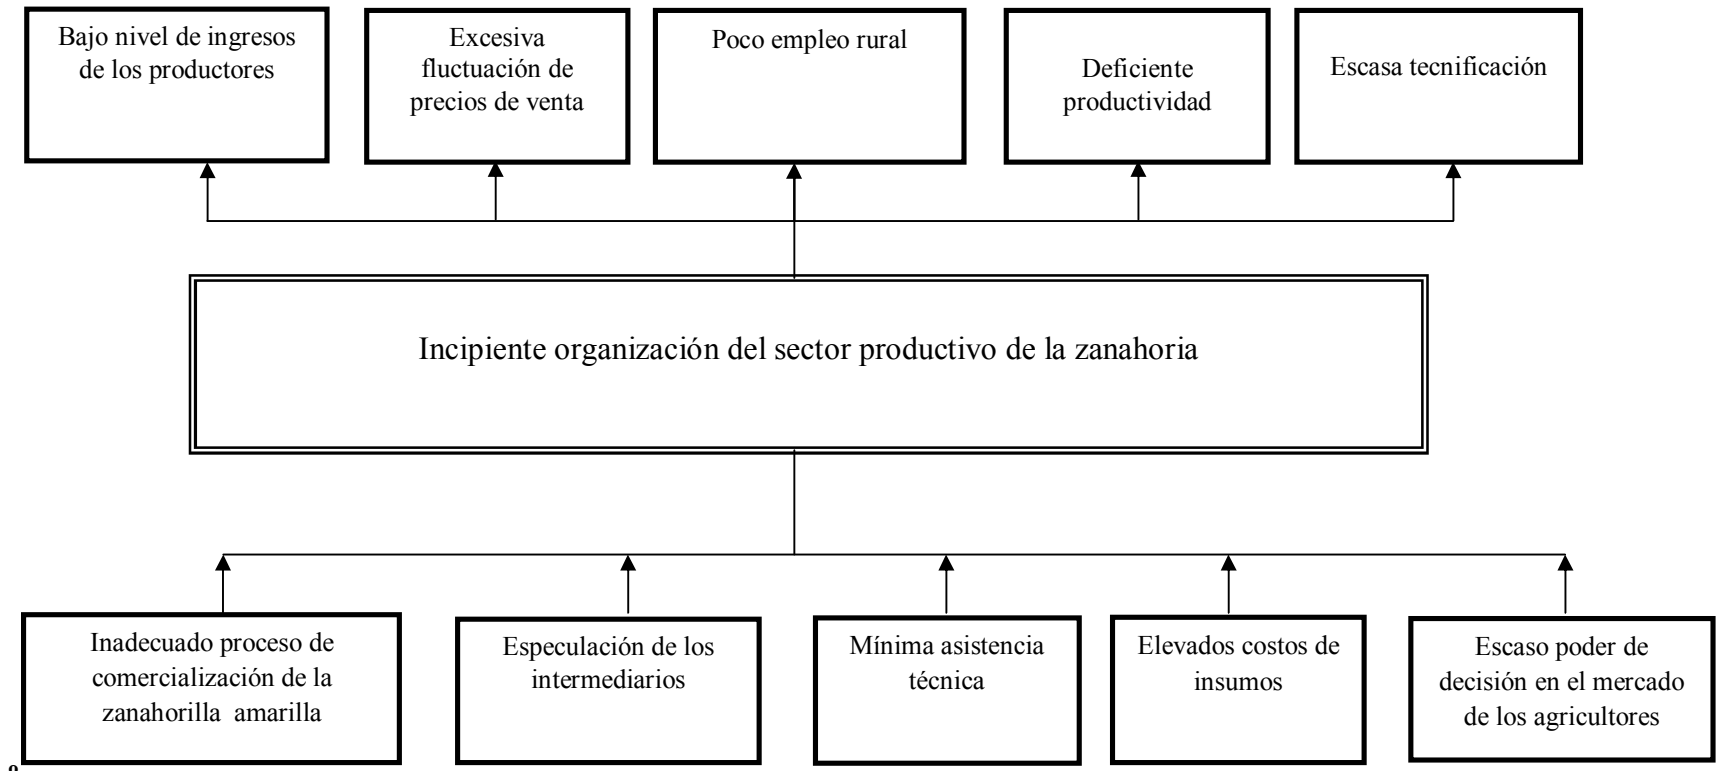 Bajo nivel de ingresos
de los productores
Excesiva
fluctuación de
precios de venta
Poco empleo rural
Deficiente
productividad
Escasa tecnificación
Incipiente organización del sector productivo de la zanahoria
Inadecuado proceso de
comercialización de la
zanahorilla amarilla
Especulación de los
intermediarios
Mínima asistencia
técnica
Elevados costos de
insumos
Escaso poder de
decisión en el mercado
de los agricultores